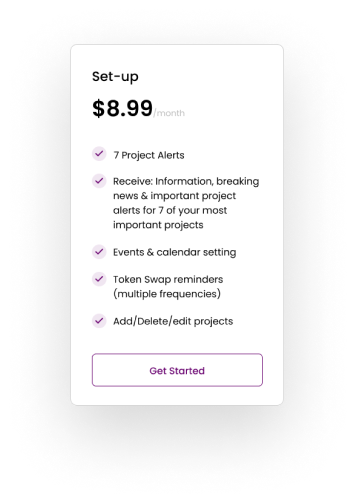 Set-up
$8.99/month
7 Project Alerts
Receive: Information, breaking
news & important project
alerts for 7 of your most
important projects
Events & calendar setting
Token Swap reminders
(multiple frequencies)
Add/Delete/edit projects
Get Started